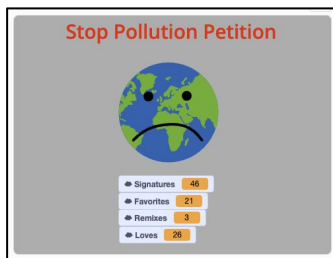 Stop Pollution Petition
Signatures 46
Favorites 21
Remixes 3
Loves 26